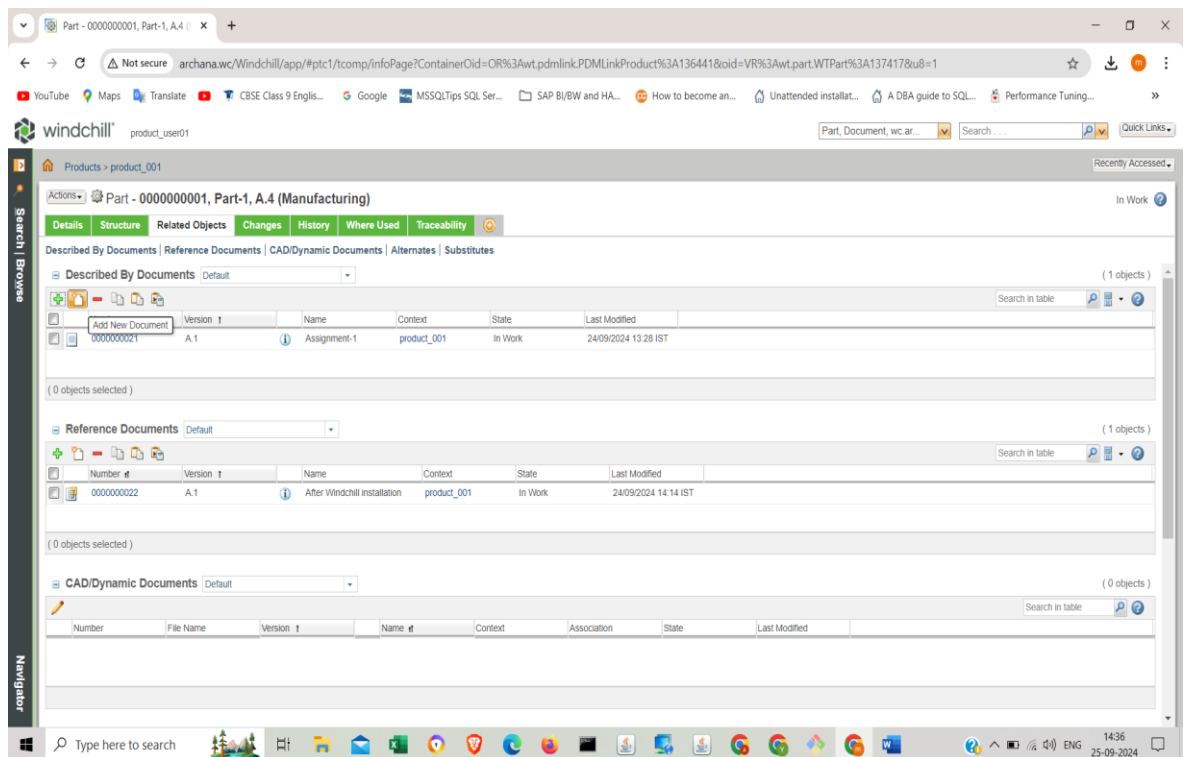 Part - 0000000001, Part-1, A.4
Not secure archana.wc/Windchill/app/#ptc1/tcomp/infoPage?ContainerOid=OR%3Awt.pdmlink.PDMLinkProduct%3A136441&oid=VR%3Awt.part.WTPart%3A137417&u8=1
YouTube Maps Translate CBSE Class 9 Englis... Google MSSQLTips SQL Ser... SAP BI/BW and HA... How to become an... Unattended installat... A DBA guide to SQL... Performance Tuning... »
windchill product_user01 Part, Document, wc.ar... Search . . . Quick Links
Products > product_001 Recently Accessed
Actions Part - 0000000001, Part-1, A.4 (Manufacturing) In Work
Details Structure Related Objects Changes History Where Used Traceability
Described By Documents | Reference Documents | CAD/Dynamic Documents | Alternates | Substitutes
Search | Browse
Described By Documents Default ( 1 objects )
Search in table
Version Name Context State Last Modified
Add New Document
0000000021 A.1 Assignment-1 product_001 In Work 24/09/2024 13:28 IST
( 0 objects selected )
Reference Documents Default ( 1 objects )
Search in table
Number Version Name Context State Last Modified
0000000022 A.1 After Windchill installation product_001 In Work 24/09/2024 14:14 IST
( 0 objects selected )
CAD/Dynamic Documents Default ( 0 objects )
Search in table
Number File Name Version Name Context Association State Last Modified
Navigator
Type here to search ENG 14:36
25-09-2024